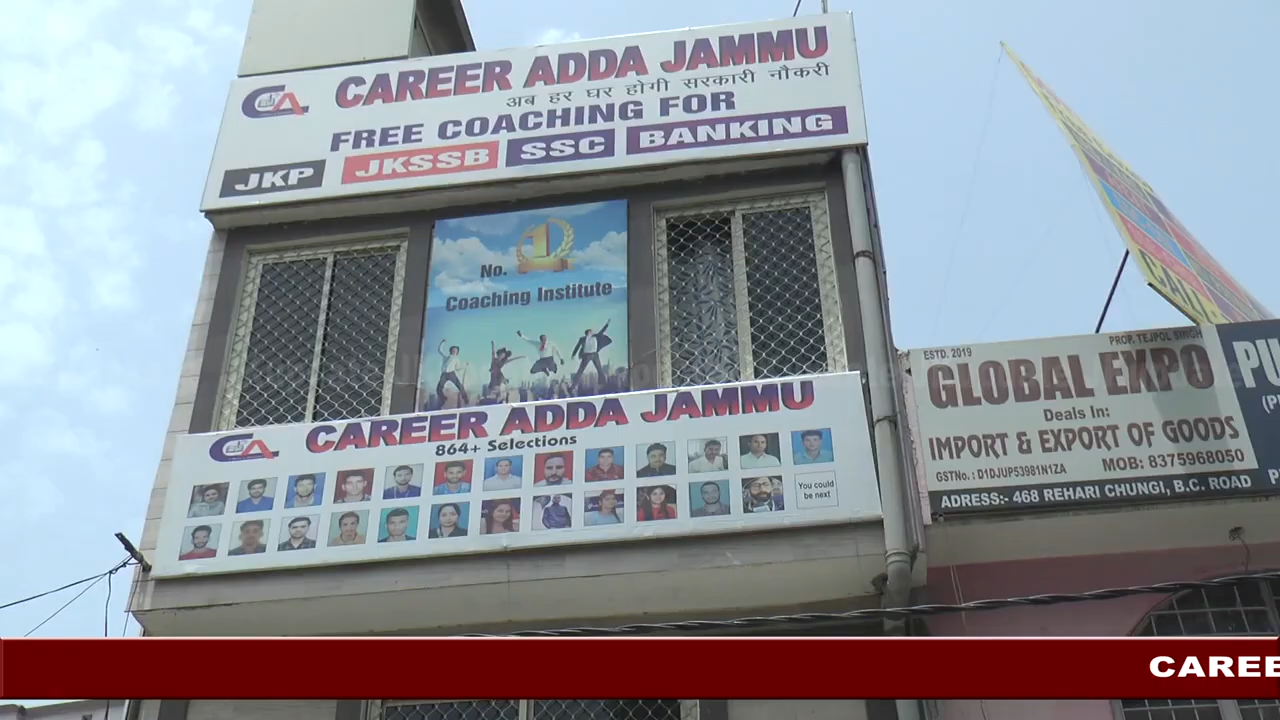 CAREER ADDA JAMMU
अब हर घर होगी सरकारी नौकरी
FREE COACHING FOR
JKP JKSSB SSC BANKING
No. 1
Coaching Institute
CAREER ADDA JAMMU
864+ Selections
You could
be next
ESTD. 2019 PROP. TEJPOL SINGH
GLOBAL EXPO
Deals in:
IMPORT & EXPORT OF GOODS
GSTNo. : D1DJUP53981N1ZA MOB: 8375968050
ADRESS:- 468 REHARI CHUNGI, B.C. ROAD
PU
CAREE